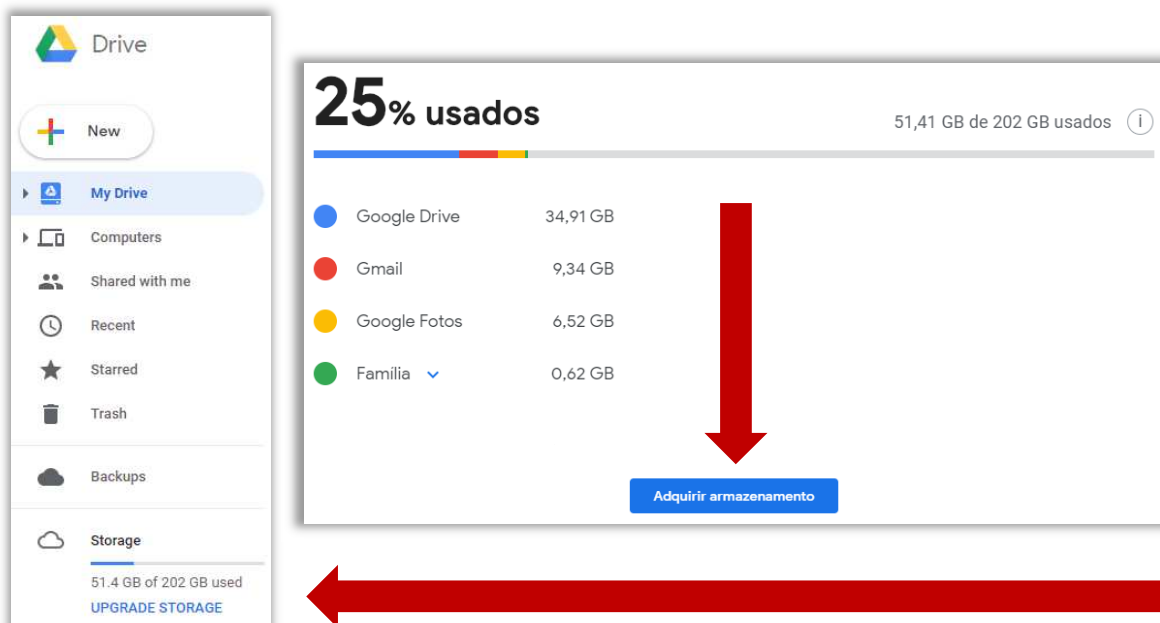 Drive
New
My Drive
Computers
Shared with me
Recent
Starred
Trash
Backups
Storage
51.4 GB of 202 GB used
UPGRADE STORAGE
25% usados
51,41 GB de 202 GB usados
Google Drive 34,91 GB
Gmail 9,34 GB
Google Fotos 6,52 GB
Família 0,62 GB
Adquirir armazenamento